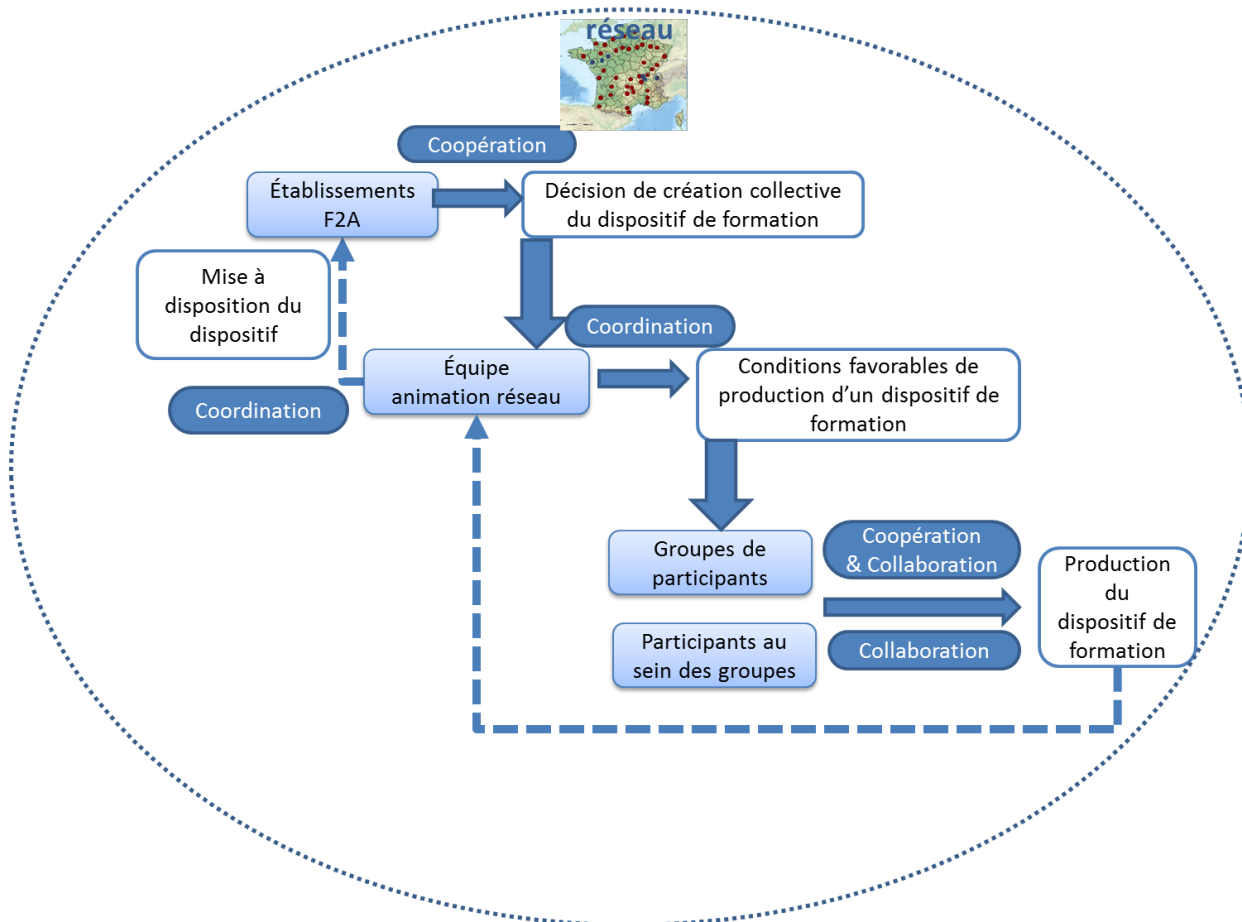 réseau
Coopération
Établissements
F2A
Décision de création collective
du dispositif de formation
Mise à
disposition du
dispositif
Coordination
Équipe
animation réseau
Conditions favorables de
production d’un dispositif de
formation
Coordination
Groupes de
participants
Coopération
& Collaboration
Production
du
dispositif de
formation
Participants au
sein des groupes
Collaboration